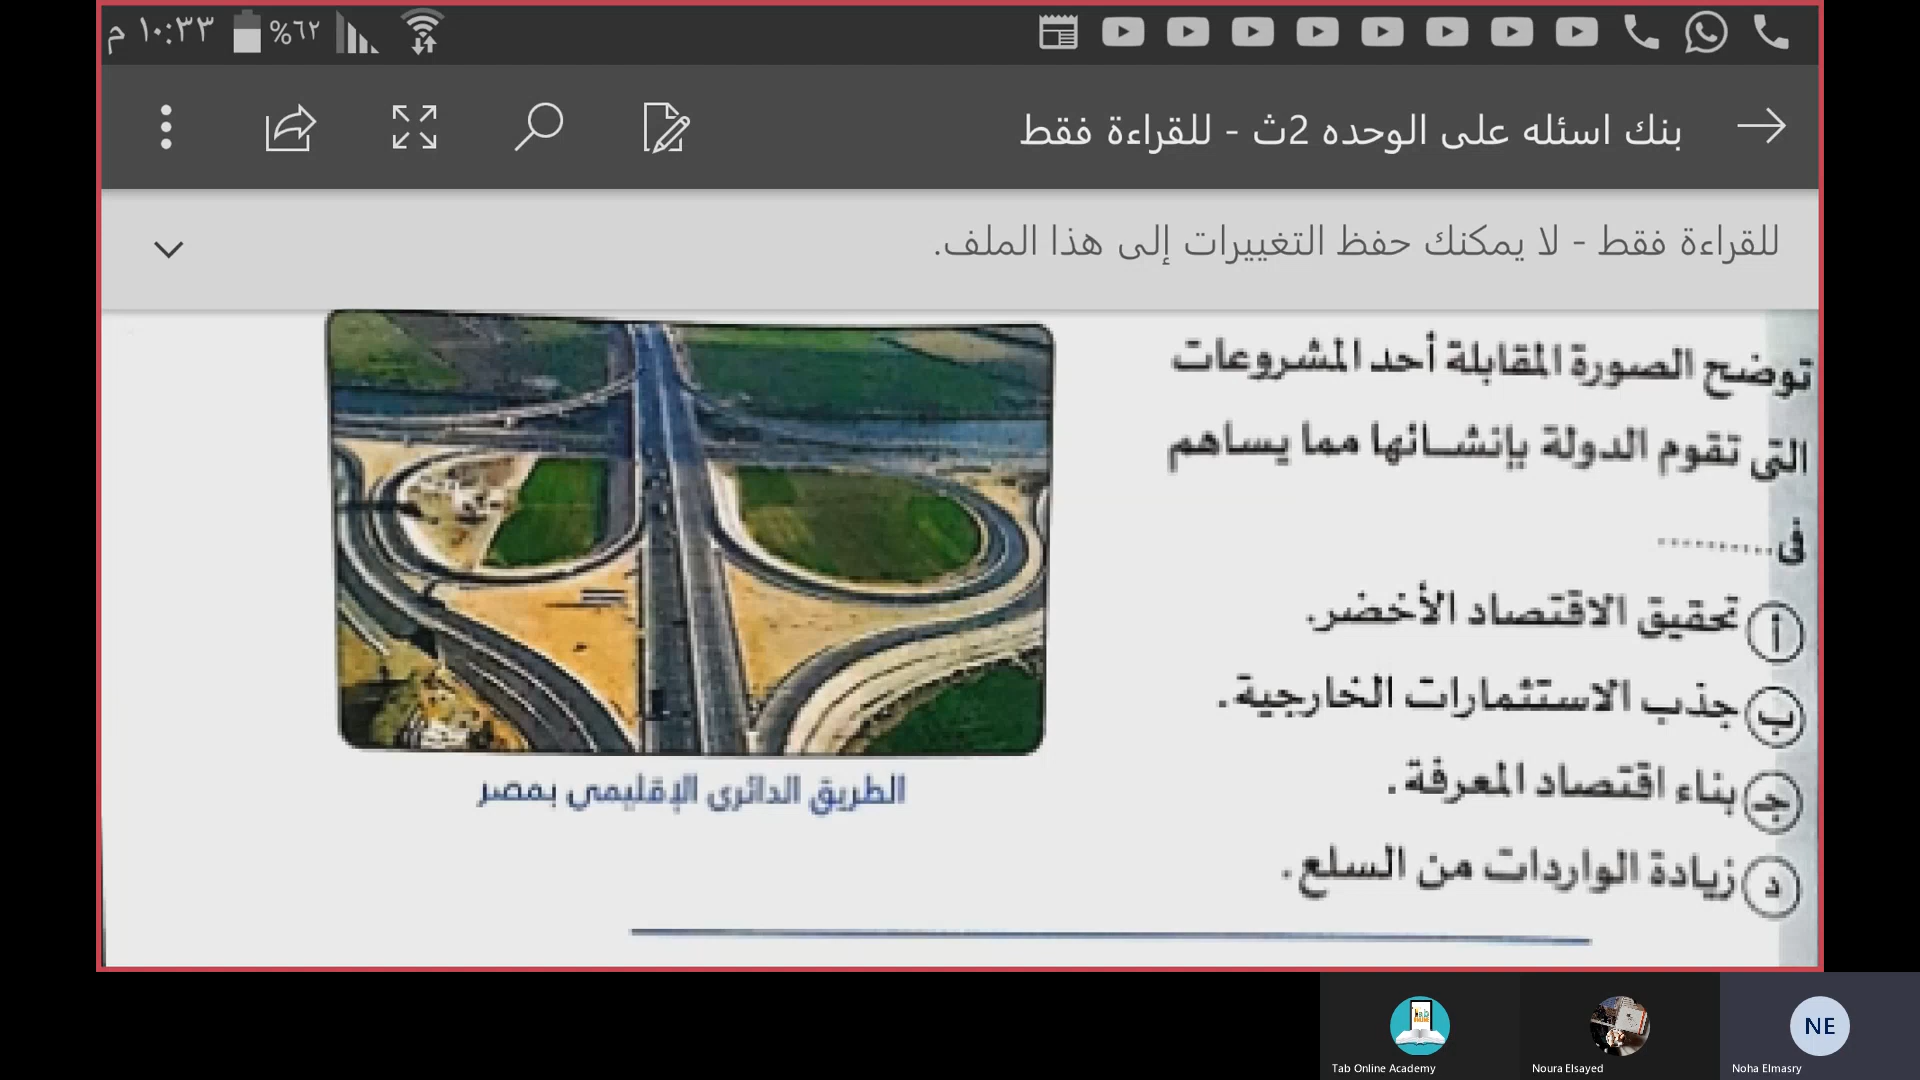 م ١٠:٣٣ %٦٢
بنك اسئله على الوحده 2ث - للقراءة فقط
للقراءة فقط - لا يمكنك حفظ التغييرات إلى هذا الملف.
توضح الصورة المقابلة أحد المشروعات
التى تقوم الدولة بإنشائها مما يساهم
فى ..........
أ تحقيق الاقتصاد الأخضر.
ب جذب الاستثمارات الخارجية.
ج بناء اقتصاد المعرفة.
د زيادة الواردات من السلع.
الطريق الدائرى الإقليمى بمصر
NE
Tab Online Academy
Noura Elsayed
Noha Elmasry